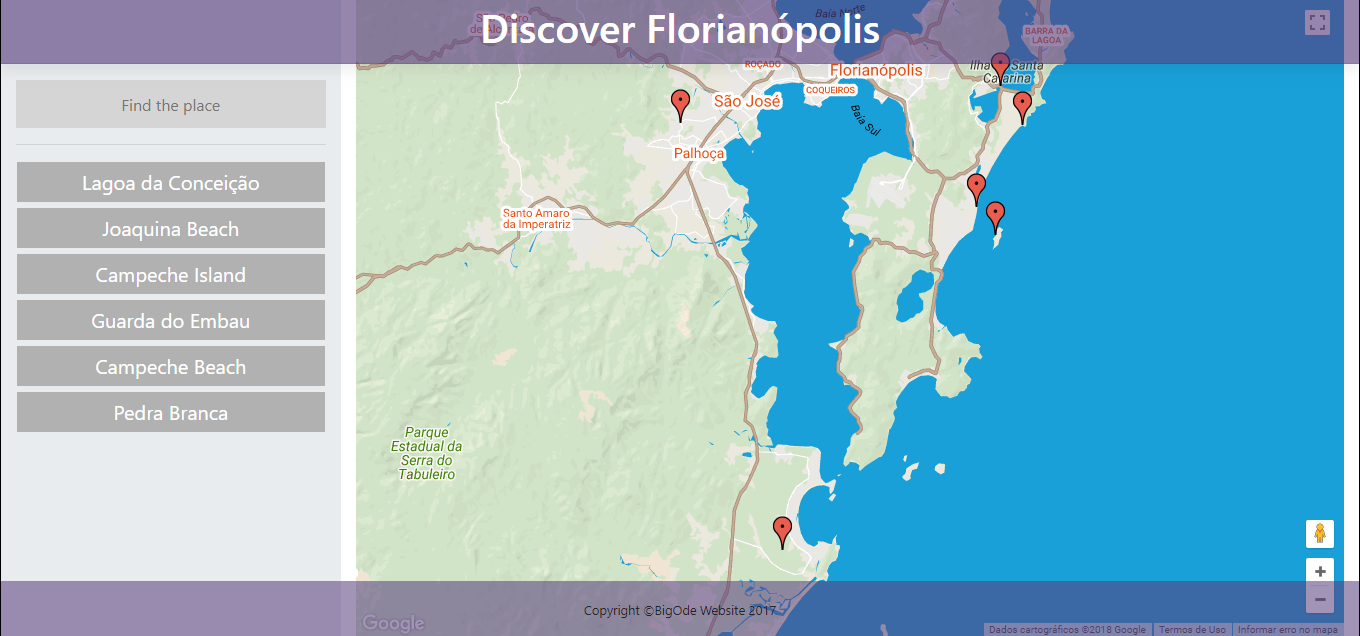 Discover Florianópolis
Find the place
Lagoa da Conceição
Joaquina Beach
Campeche Island
Guarda do Embau
Campeche Beach
Pedra Branca
Baía Norte
BARRA DA
LAGOA
ROÇADO
Florianópolis
Ilha Santa
Catarina
COQUEIROS
São José
Baía Sul
Palhoça
Santo Amaro
da Imperatriz
Parque
Estadual da
Serra do
Tabuleiro
Copyright ©BigOde Website 2017
Google
Dados cartográficos ©2018 Google
Termos de Uso
Informar erro no mapa